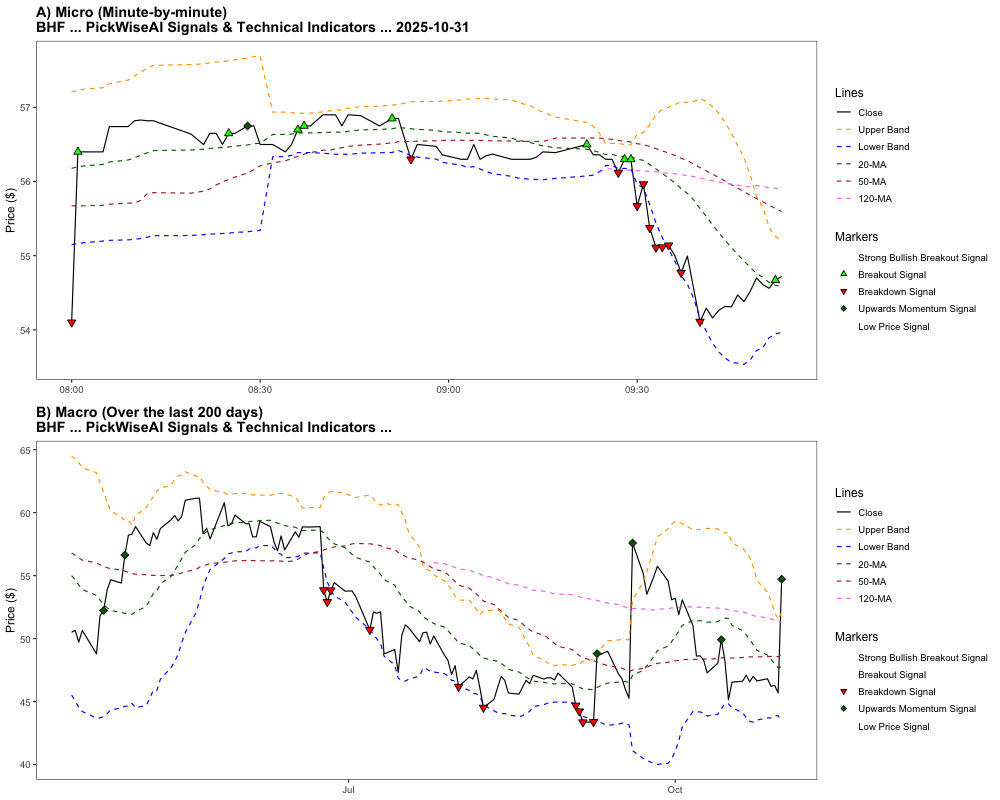 A) Micro (Minute-by-minute)
BHF ... PickWiseAI Signals & Technical Indicators ... 2025-10-31
Price ($)
57
56
55
54
08:00
08:30
09:00
09:30
Lines
Close
Upper Band
Lower Band
20-MA
50-MA
120-MA
Markers
Strong Bullish Breakout Signal
Breakout Signal
Breakdown Signal
Upwards Momentum Signal
Low Price Signal
B) Macro (Over the last 200 days)
BHF ... PickWiseAI Signals & Technical Indicators ...
Price ($)
65
60
55
50
45
40
Jul
Oct
Lines
Close
Upper Band
Lower Band
20-MA
50-MA
120-MA
Markers
Strong Bullish Breakout Signal
Breakout Signal
Breakdown Signal
Upwards Momentum Signal
Low Price Signal